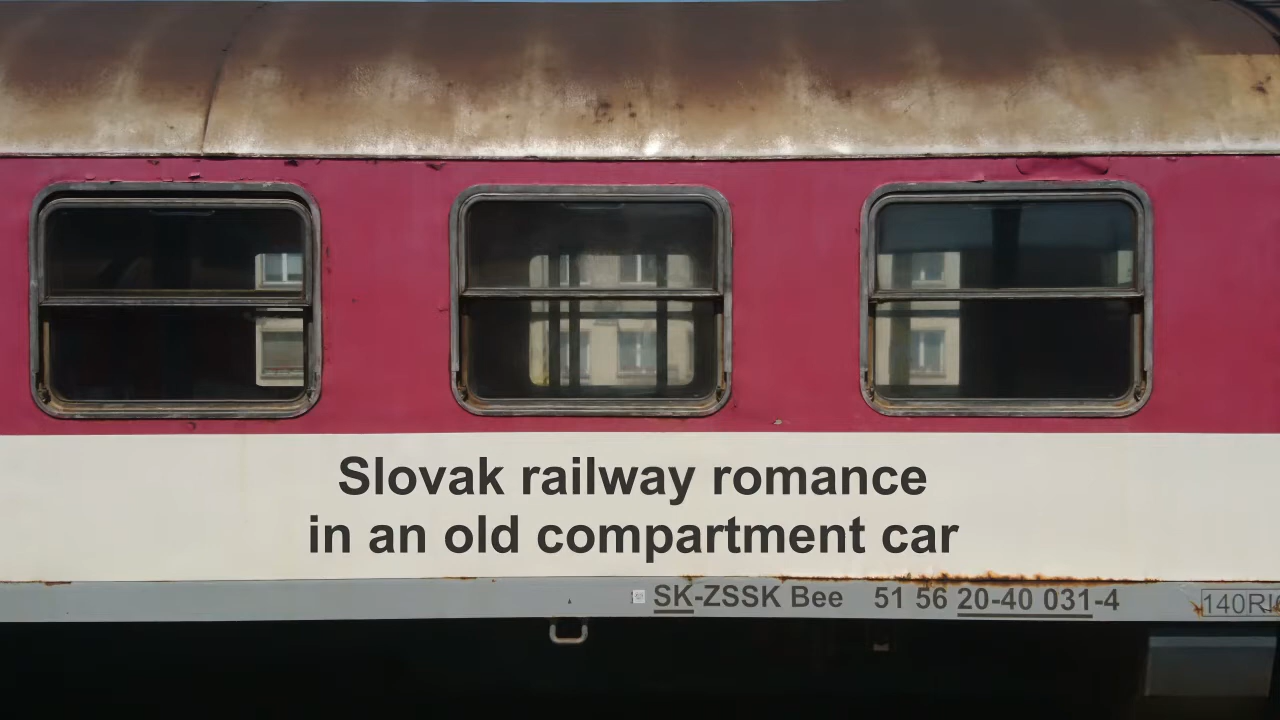 Slovak railway romance
in an old compartment car
SK-ZSSK Bee 51 56 20-40 031-4